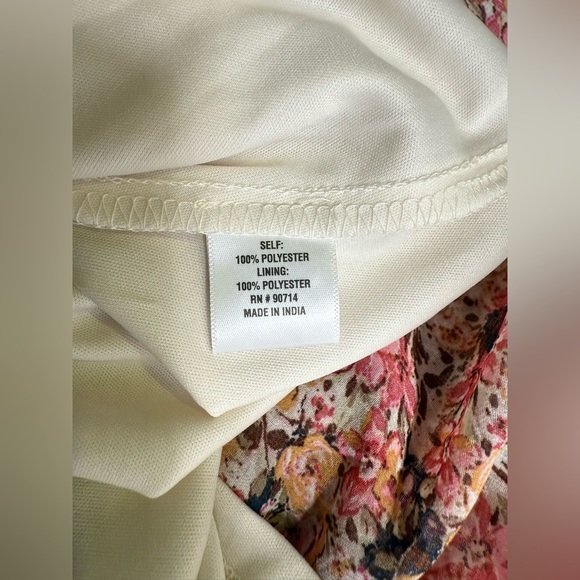 SELF:
100% POLYESTER
LINING:
100% POLYESTER
RN # 90714
MADE IN INDIA